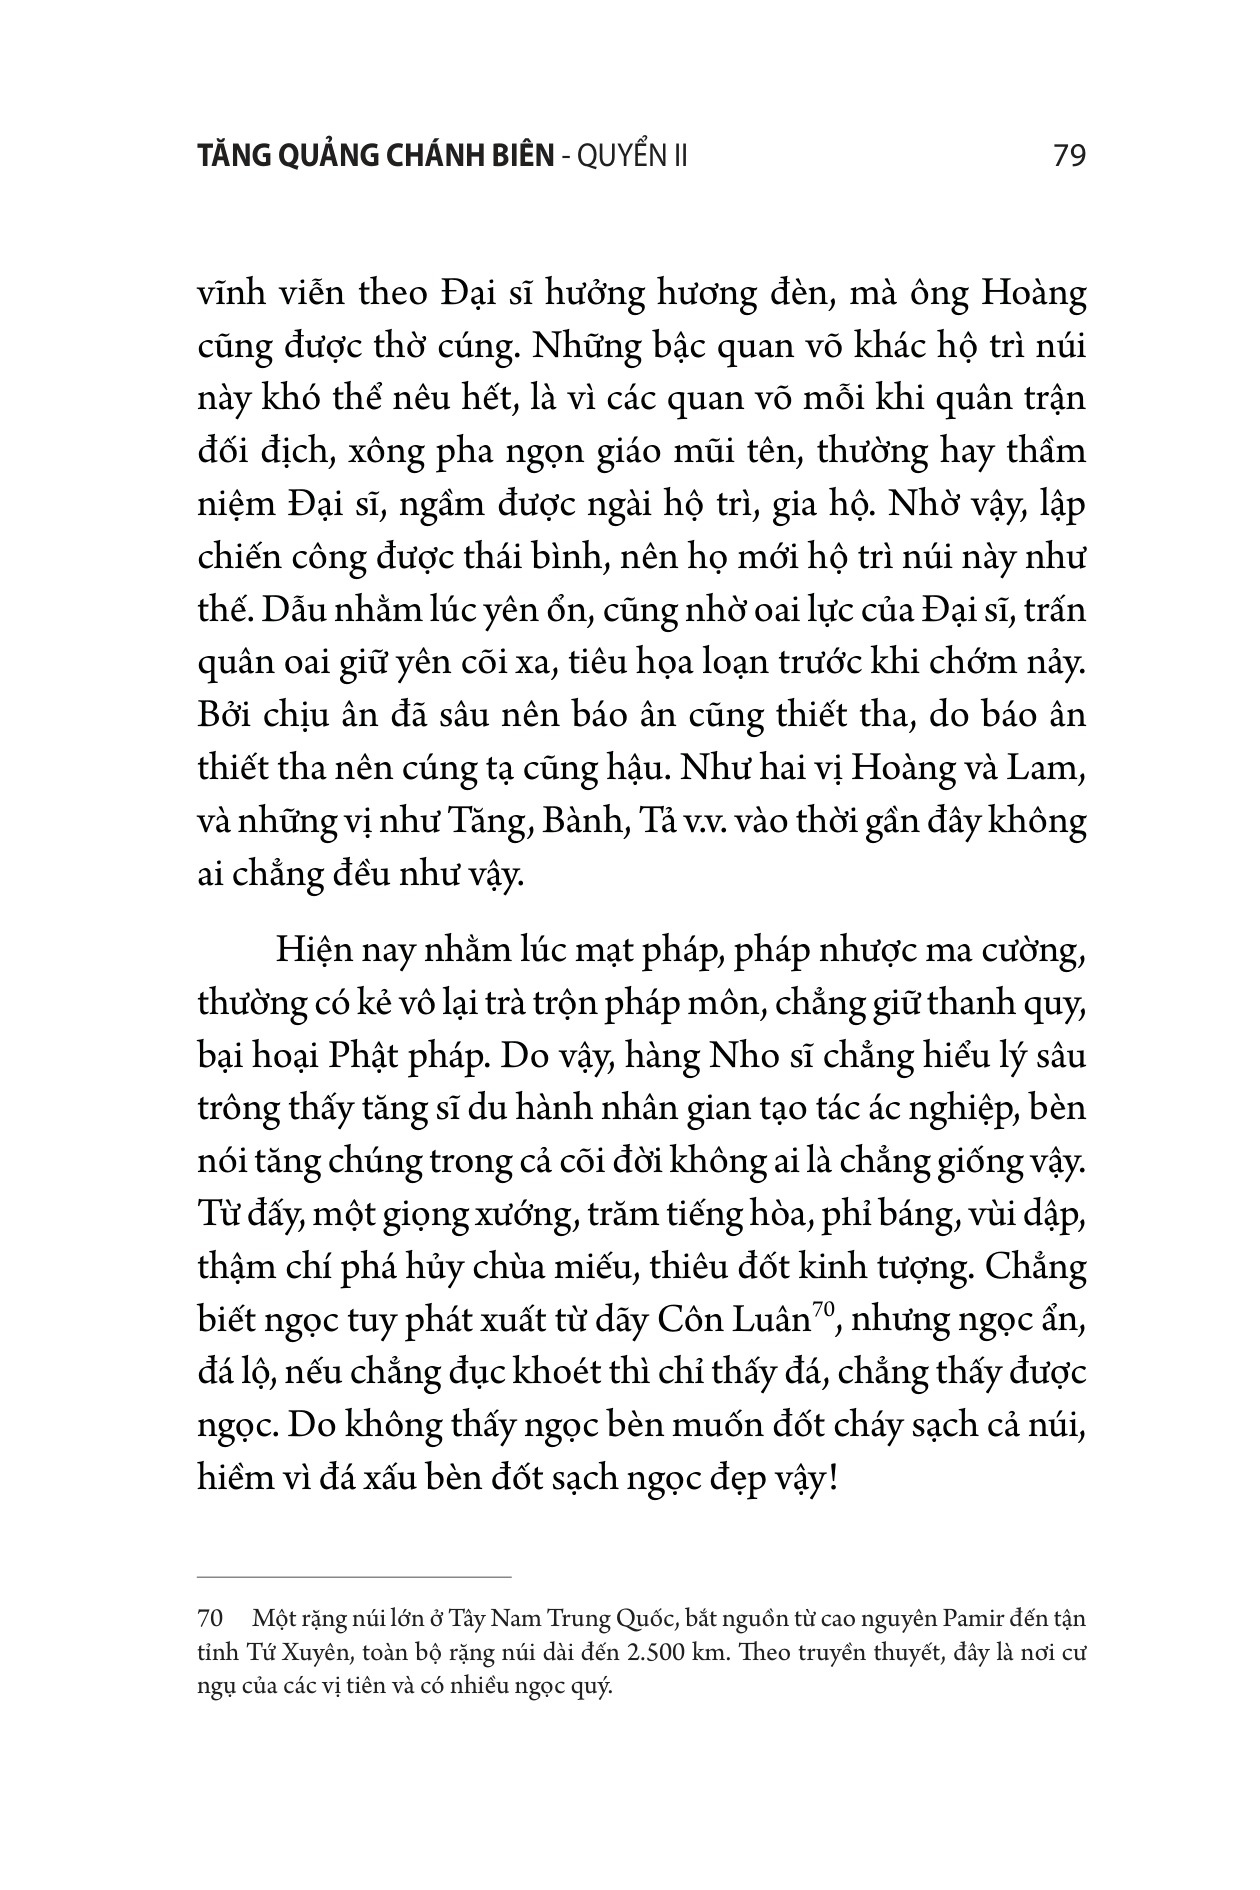 TĂNG QUẢNG CHÁNH BIÊN - QUYỂN II 79
vĩnh viễn theo Đại sĩ hưởng hương đèn, mà ông Hoàng
cũng được thờ cúng. Những bậc quan võ khác hộ trì núi
này khó thể nêu hết, là vì các quan võ mỗi khi quân trận
đối địch, xông pha ngọn giáo mũi tên, thường hay thầm
niệm Đại sĩ, ngầm được ngài hộ trì, gia hộ. Nhờ vậy, lập
chiến công được thái bình, nên họ mới hộ trì núi này như
thế. Dẫu nhằm lúc yên ổn, cũng nhờ oai lực của Đại sĩ, trấn
quân oai giữ yên cõi xa, tiêu họa loạn trước khi chớm nảy.
Bởi chịu ân đã sâu nên báo ân cũng thiết tha, do báo ân
thiết tha nên cúng tạ cũng hậu. Như hai vị Hoàng và Lam,
và những vị như Tăng, Bành, Tả v.v. vào thời gần đây không
ai chẳng đều như vậy.
Hiện nay nhằm lúc mạt pháp, pháp nhược ma cường,
thường có kẻ vô lại trà trộn pháp môn, chẳng giữ thanh quy,
bại hoại Phật pháp. Do vậy, hàng Nho sĩ chẳng hiểu lý sâu
trông thấy tăng sĩ du hành nhân gian tạo tác ác nghiệp, bèn
nói tăng chúng trong cả cõi đời không ai là chẳng giống vậy.
Từ đấy, một giọng xướng, trăm tiếng hòa, phỉ báng, vùi dập,
thậm chí phá hủy chùa miếu, thiêu đốt kinh tượng. Chẳng
biết ngọc tuy phát xuất từ dãy Côn Luân70, nhưng ngọc ẩn,
đá lộ, nếu chẳng đục khoét thì chỉ thấy đá, chẳng thấy được
ngọc. Do không thấy ngọc bèn muốn đốt cháy sạch cả núi,
hiềm vì đá xấu bèn đốt sạch ngọc đẹp vậy!
70 Một rặng núi lớn ở Tây Nam Trung Quốc, bắt nguồn từ cao nguyên Pamir đến tận
tỉnh Tứ Xuyên, toàn bộ rặng núi dài đến 2.500 km. Theo truyền thuyết, đây là nơi cư
ngụ của các vị tiên và có nhiều ngọc quý.